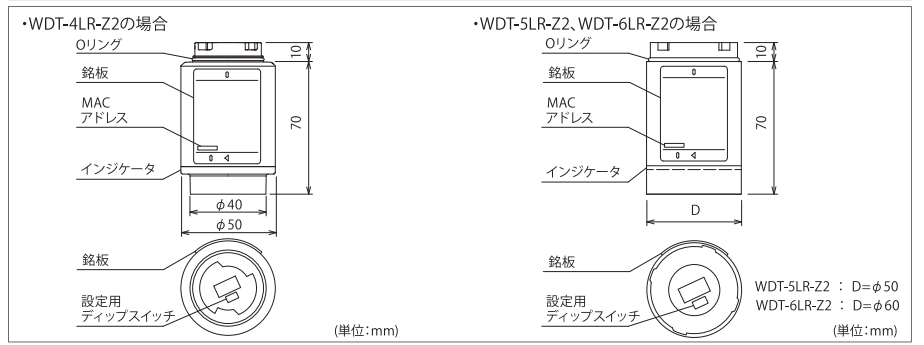 ・WDT-4LR-Z2の場合
Oリング
銘板
MAC
アドレス
インジケータ
10
70
φ40
φ50
銘板
設定用
ディップスイッチ
(単位:mm)
・WDT-5LR-Z2、WDT-6LR-Z2の場合
Oリング
銘板
MAC
アドレス
インジケータ
10
70
D
銘板
設定用
ディップスイッチ
WDT-5LR-Z2 : D=φ50
WDT-6LR-Z2 : D=φ60
(単位:mm)